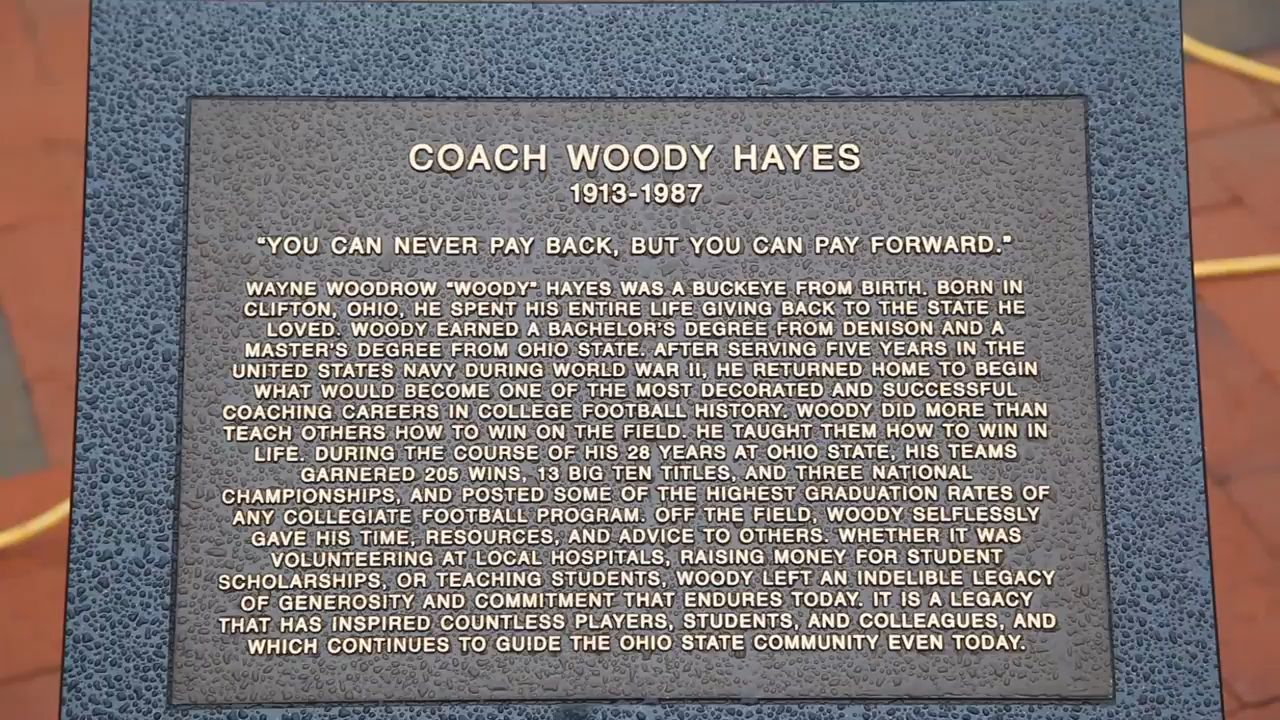 COACH WOODY HAYES
1913-1987
"YOU CAN NEVER PAY BACK, BUT YOU CAN PAY FORWARD."
WAYNE WOODROW "WOODY" HAYES WAS A BUCKEYE FROM BIRTH. BORN IN
CLIFTON, OHIO, HE SPENT HIS ENTIRE LIFE GIVING BACK TO THE STATE HE
LOVED. WOODY EARNED A BACHELOR'S DEGREE FROM DENISON AND A
MASTER'S DEGREE FROM OHIO STATE. AFTER SERVING FIVE YEARS IN THE
UNITED STATES NAVY DURING WORLD WAR II, HE RETURNED HOME TO BEGIN
WHAT WOULD BECOME ONE OF THE MOST DECORATED AND SUCCESSFUL
COACHING CAREERS IN COLLEGE FOOTBALL HISTORY. WOODY DID MORE THAN
TEACH OTHERS HOW TO WIN ON THE FIELD. HE TAUGHT THEM HOW TO WIN IN
LIFE. DURING THE COURSE OF HIS 28 YEARS AT OHIO STATE, HIS TEAMS
GARNERED 205 WINS, 13 BIG TEN TITLES, AND THREE NATIONAL
CHAMPIONSHIPS, AND POSTED SOME OF THE HIGHEST GRADUATION RATES OF
ANY COLLEGIATE FOOTBALL PROGRAM. OFF THE FIELD, WOODY SELFLESSLY
GAVE HIS TIME, RESOURCES, AND ADVICE TO OTHERS. WHETHER IT WAS
VOLUNTEERING AT LOCAL HOSPITALS, RAISING MONEY FOR STUDENT
SCHOLARSHIPS, OR TEACHING STUDENTS, WOODY LEFT AN INDELIBLE LEGACY
OF GENEROSITY AND COMMITMENT THAT ENDURES TODAY. IT IS A LEGACY
THAT HAS INSPIRED COUNTLESS PLAYERS, STUDENTS, AND COLLEAGUES, AND
WHICH CONTINUES TO GUIDE THE OHIO STATE COMMUNITY EVEN TODAY.